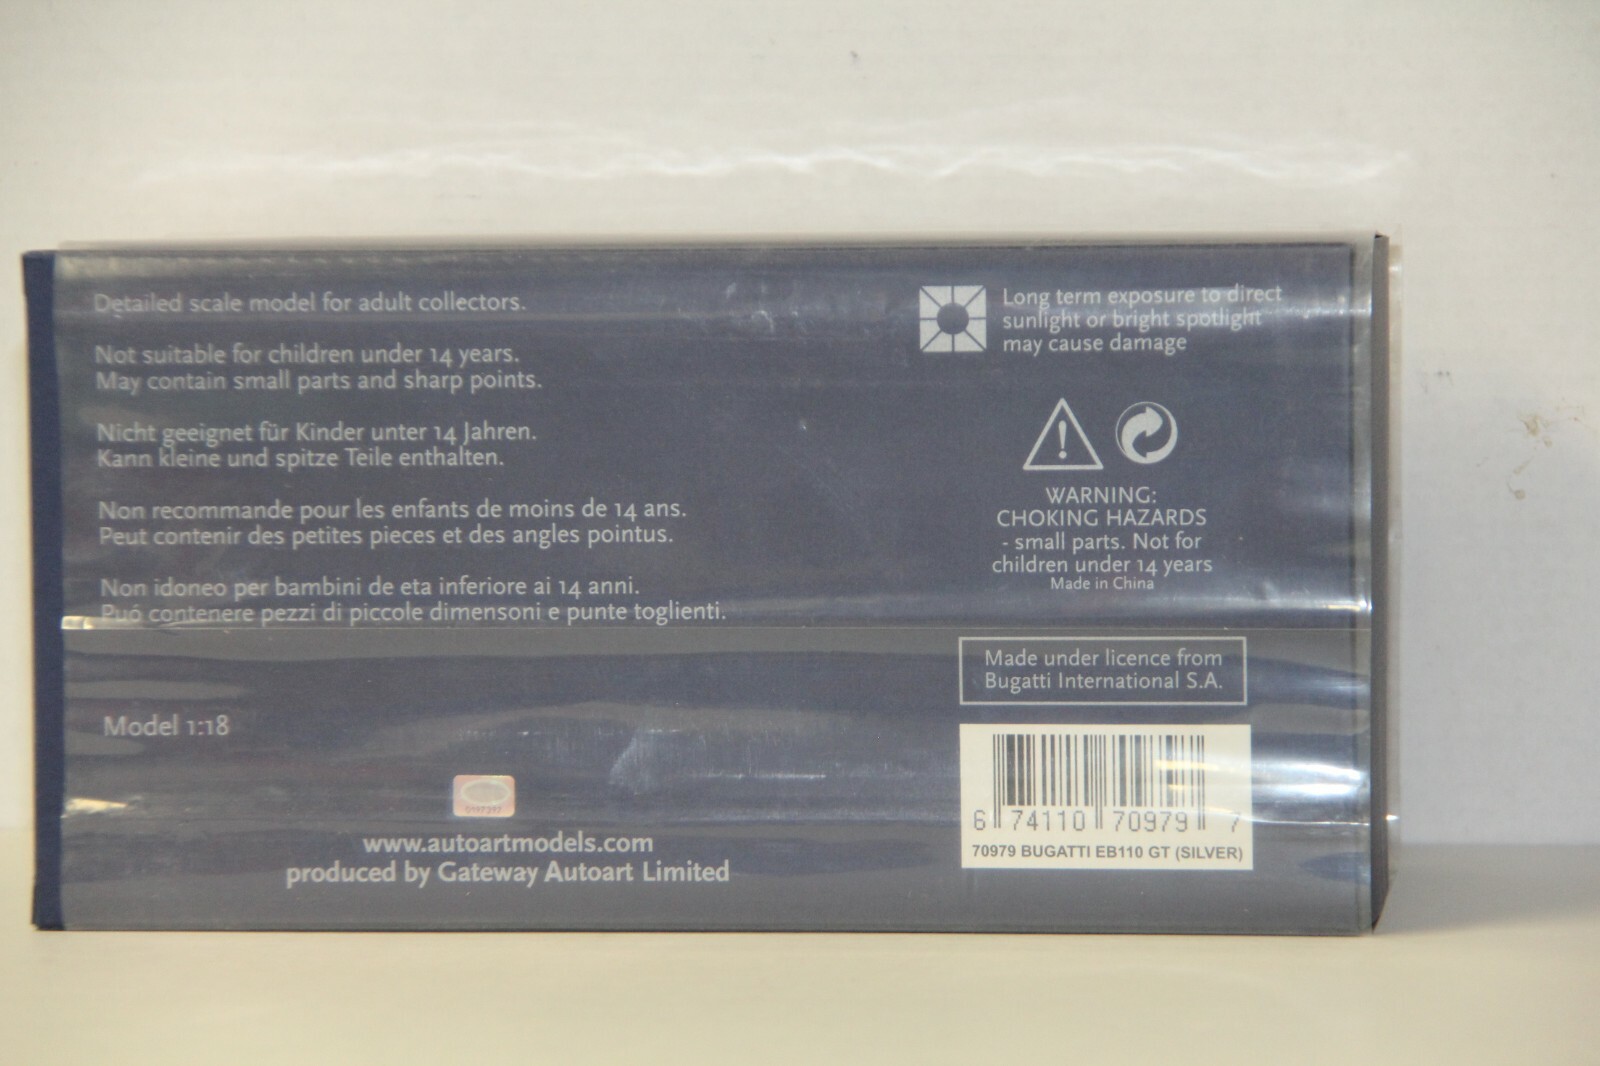 Detailed scale model for adult collectors.
Not suitable for children under 14 years.
May contain small parts and sharp points.
Nicht geeignet für Kinder unter 14 Jahren.
Kann kleine und spitze Teile enthalten.
Non recommande pour les enfants de moins de 14 ans.
Peut contenir des petites pieces et des angles pointus.
Non idoneo per bambini de eta inferiore ai 14 anni.
Puó contenere pezzi di piccole dimensoni e punte toglienti.
Model 1:18
www.autoartmodels.com
produced by Gateway Autoart Limited
Long term exposure to direct
sunlight or bright spotlight
may cause damage
WARNING:
CHOKING HAZARDS
- small parts. Not for
children under 14 years
Made in China
Made under licence from
Bugatti International S.A.
6 74110 70979 7
70979 BUGATTI EB110 GT (SILVER)